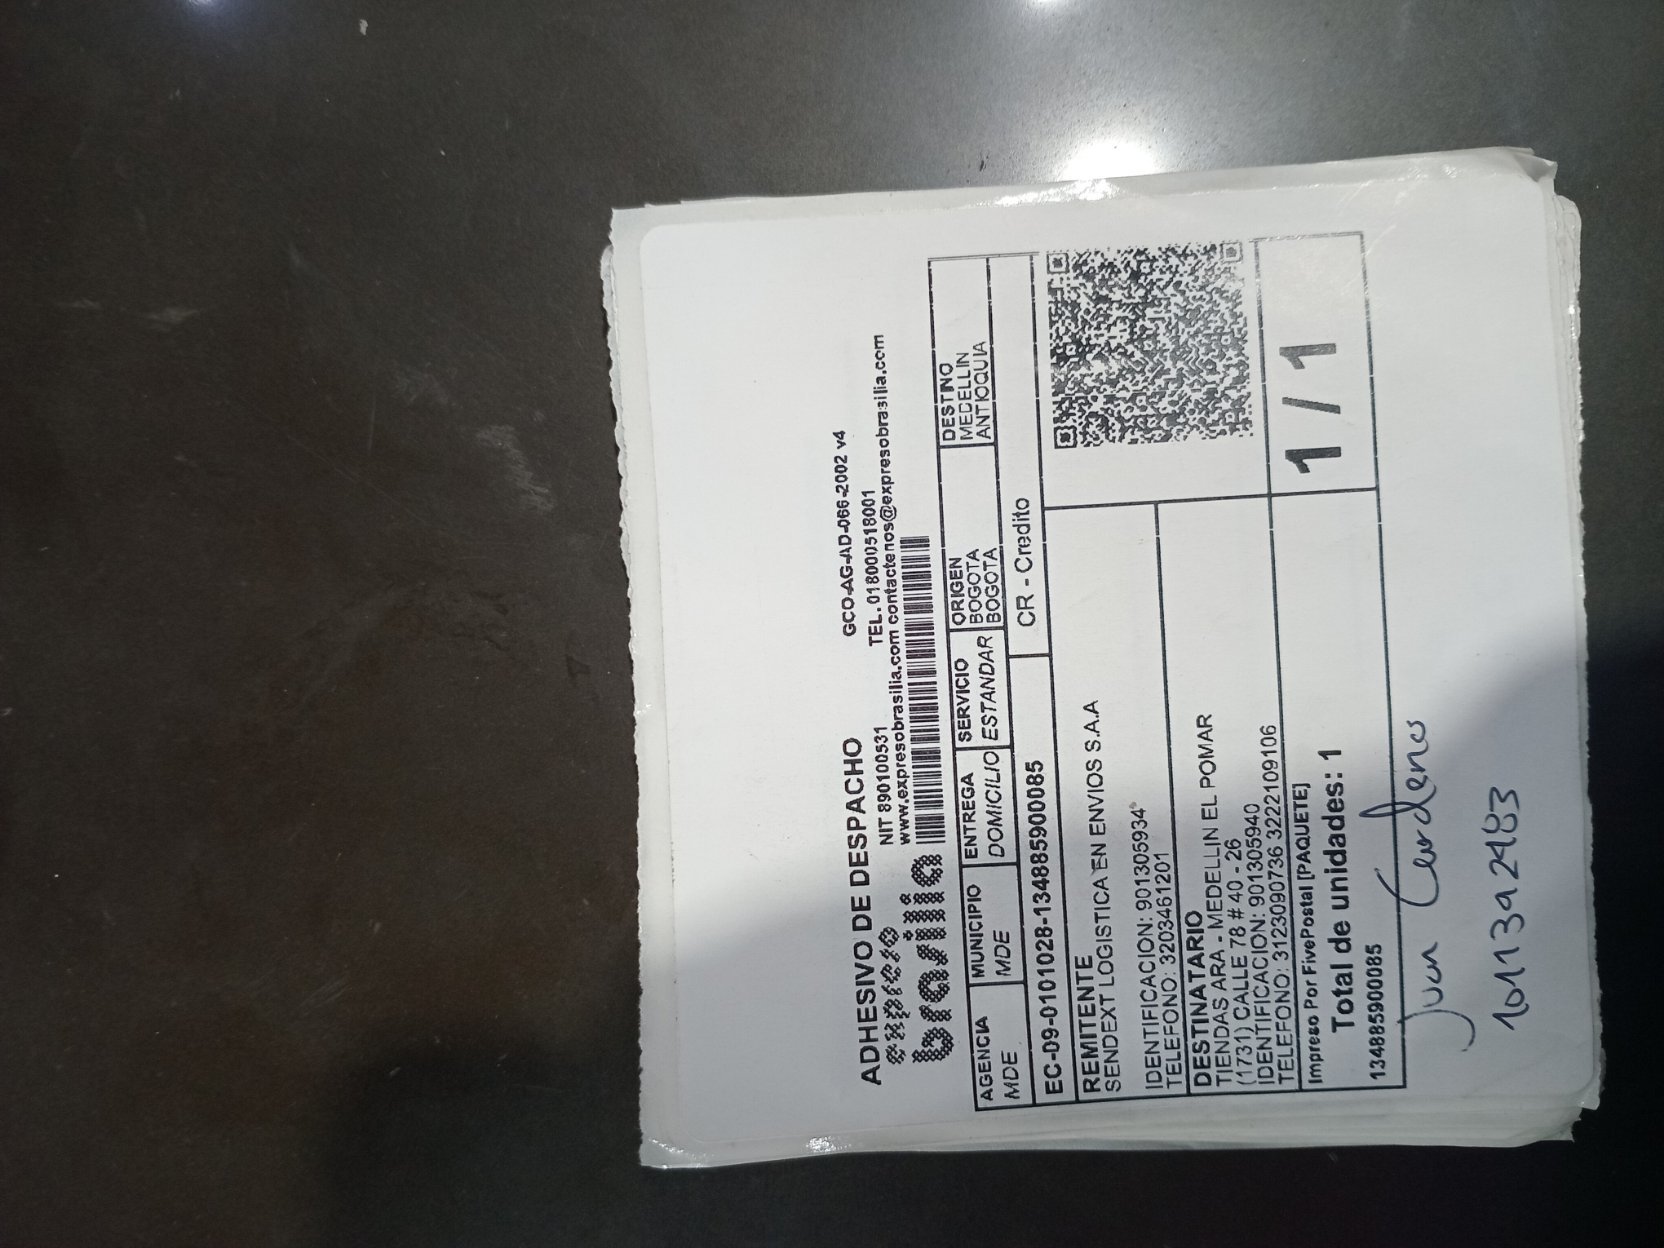 ADHESIVO DE DESPACHO
GCO-AG-AD-066-2002 v4
expreso
brasilia
NIT 890100531 TEL. 018000518001
www.expresobrasilia.com contactenos@expresobrasilia.com
AGENCIA MUNICIPIO ENTREGA SERVICIO ORIGEN DESTINO
MDE MDE DOMICILIO ESTANDAR BOGOTA MEDELLIN
BOGOTA ANTIOQUIA
EC-09-0101028-134885900085 CR - Credito
REMITENTE
SENDEXT LOGISTICA EN ENVIOS S.A.A
IDENTIFICACION: 901305934
TELEFONO: 3203461201
DESTINATARIO
TIENDAS ARA - MEDELLIN EL POMAR
(1731) CALLE 78 # 40 - 26
IDENTIFICACION: 901305940
TELEFONO: 3123090736 3222109106
Impreso Por FivePostal [PAQUETE]
Total de unidades: 1
1 / 1
134885900085
Juan